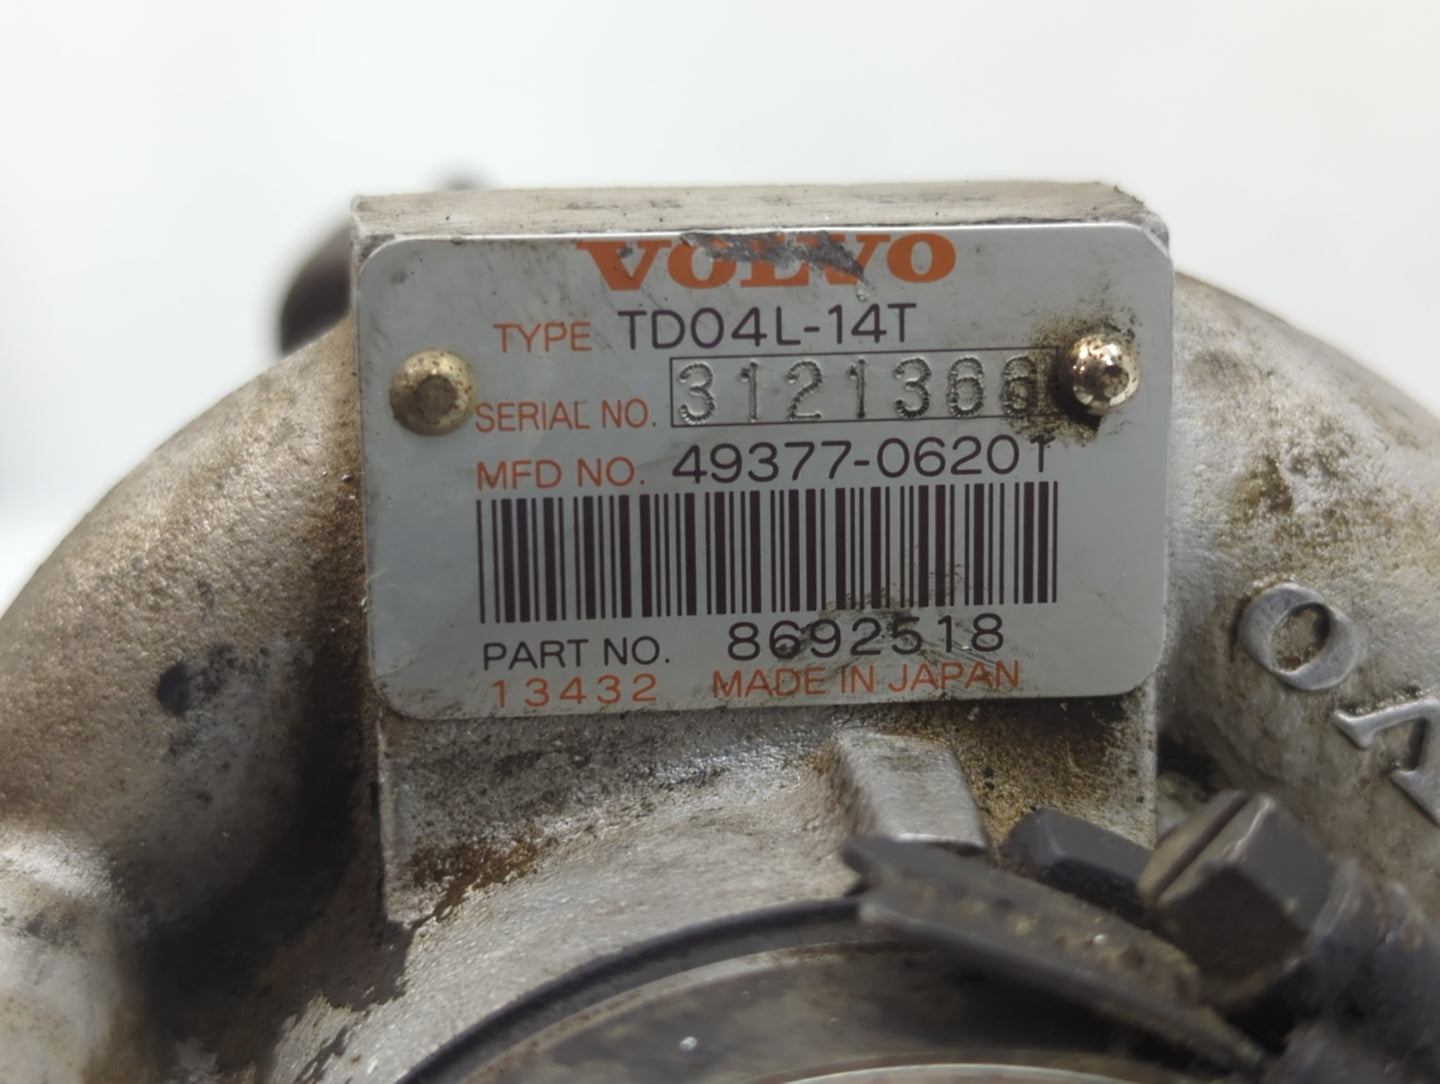 VOLVO
TYPE TD04L-14T
SERIAL NO. 3121366
MFD NO. 49377-06201
PART NO. 8692518
13432 MADE IN JAPAN